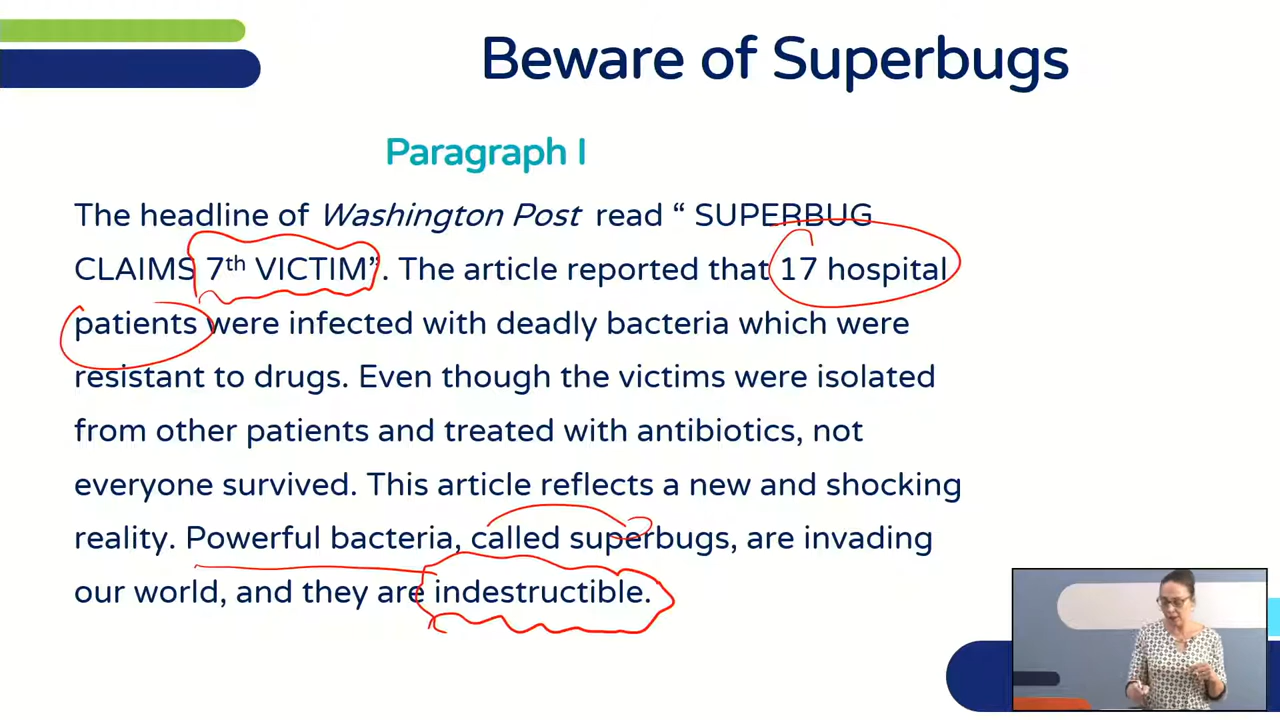 Beware of Superbugs
Paragraph I
The headline of Washington Post read “ SUPERBUG
CLAIMS 7th VICTIM”. The article reported that 17 hospital
patients were infected with deadly bacteria which were
resistant to drugs. Even though the victims were isolated
from other patients and treated with antibiotics, not
everyone survived. This article reflects a new and shocking
reality. Powerful bacteria, called superbugs, are invading
our world, and they are indestructible.